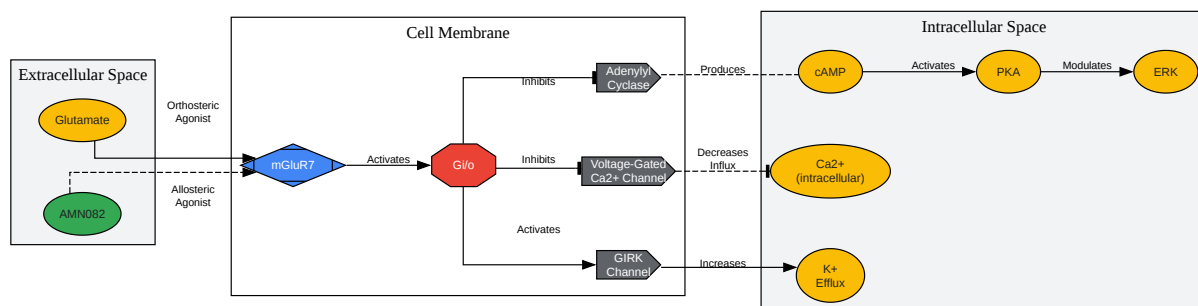 Extracellular Space
Glutamate
AMN082
Orthosteric
Agonist
Allosteric
Agonist
Cell Membrane
mGluR7
Activates
Gi/o
Inhibits
Adenylyl
Cyclase
Inhibits
Voltage-Gated
Ca2+ Channel
Activates
GIRK
Channel
Produces
Decreases
Influx
Increases
Intracellular Space
cAMP
Activates
PKA
Modulates
ERK
Ca2+
(intracellular)
K+
Efflux